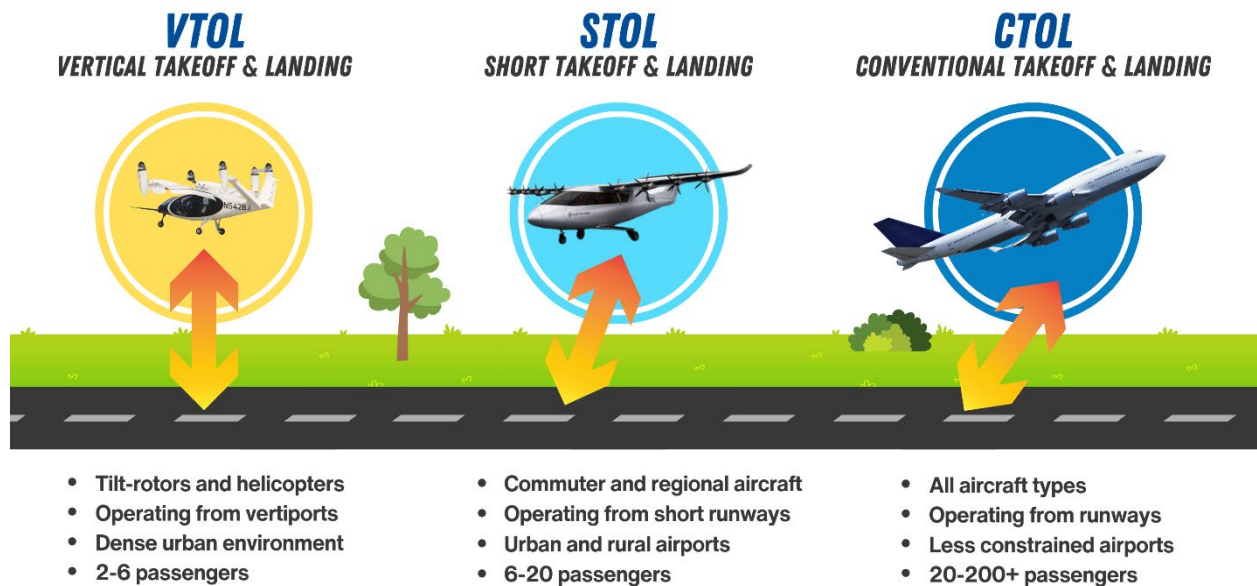 VTOL
VERTICAL TAKEOFF & LANDING
STOL
SHORT TAKEOFF & LANDING
CTOL
CONVENTIONAL TAKEOFF & LANDING
N542BJ
• Tilt-rotors and helicopters
• Operating from vertiports
• Dense urban environment
• 2-6 passengers
• Commuter and regional aircraft
• Operating from short runways
• Urban and rural airports
• 6-20 passengers
• All aircraft types
• Operating from runways
• Less constrained airports
• 20-200+ passengers